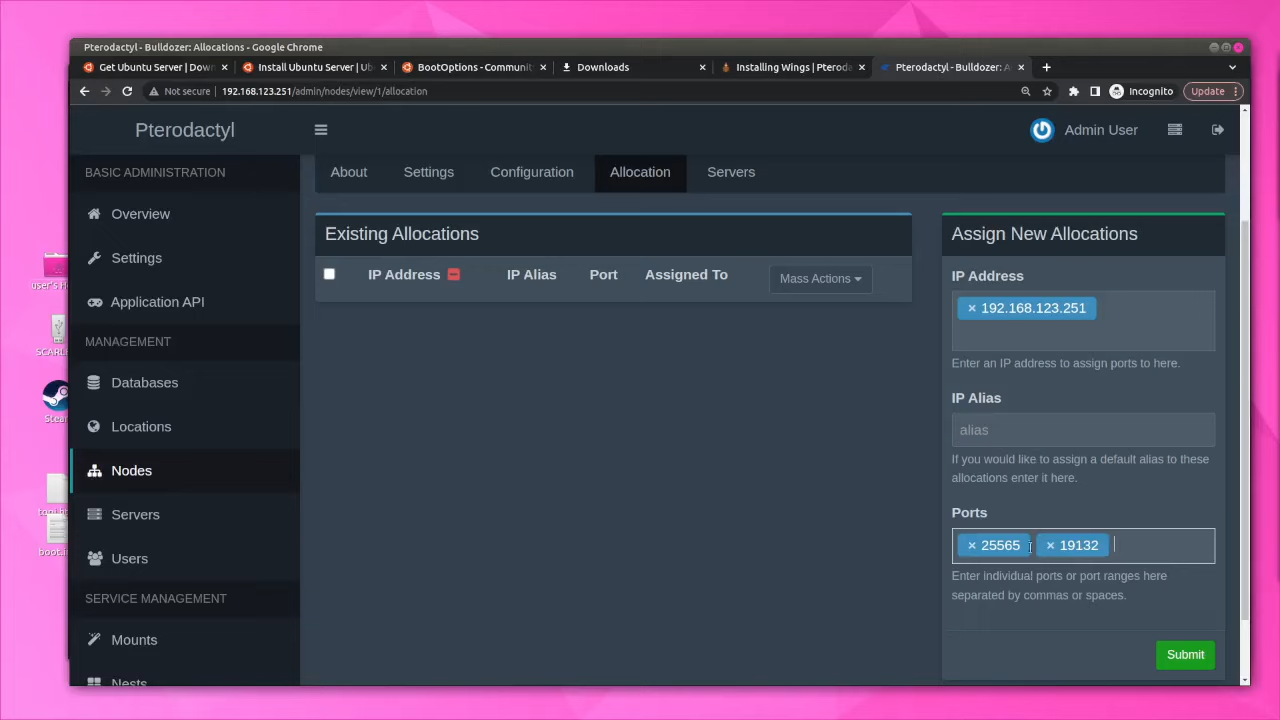 Pterodactyl - Bulldozer: Allocations - Google Chrome
Get Ubuntu Server | Down
Install Ubuntu Server | Ub
BootOptions - Communit
Downloads
Installing Wings | Pteroda
Pterodactyl - Bulldozer: A
Not secure
192.168.123.251/admin/nodes/view/1/allocation
Incognito
Update
Pterodactyl
Admin User
BASIC ADMINISTRATION
Overview
Settings
Application API
MANAGEMENT
Databases
Locations
Nodes
Servers
Users
SERVICE MANAGEMENT
Mounts
Nests
About
Settings
Configuration
Allocation
Servers
Existing Allocations
IP Address
IP Alias
Port
Assigned To
Mass Actions
Assign New Allocations
IP Address
× 192.168.123.251
Enter an IP address to assign ports to here.
IP Alias
alias
If you would like to assign a default alias to these
allocations enter it here.
Ports
× 25565 × 19132
Enter individual ports or port ranges here
separated by commas or spaces.
Submit
user's H
SCARL
Stea
boot.i